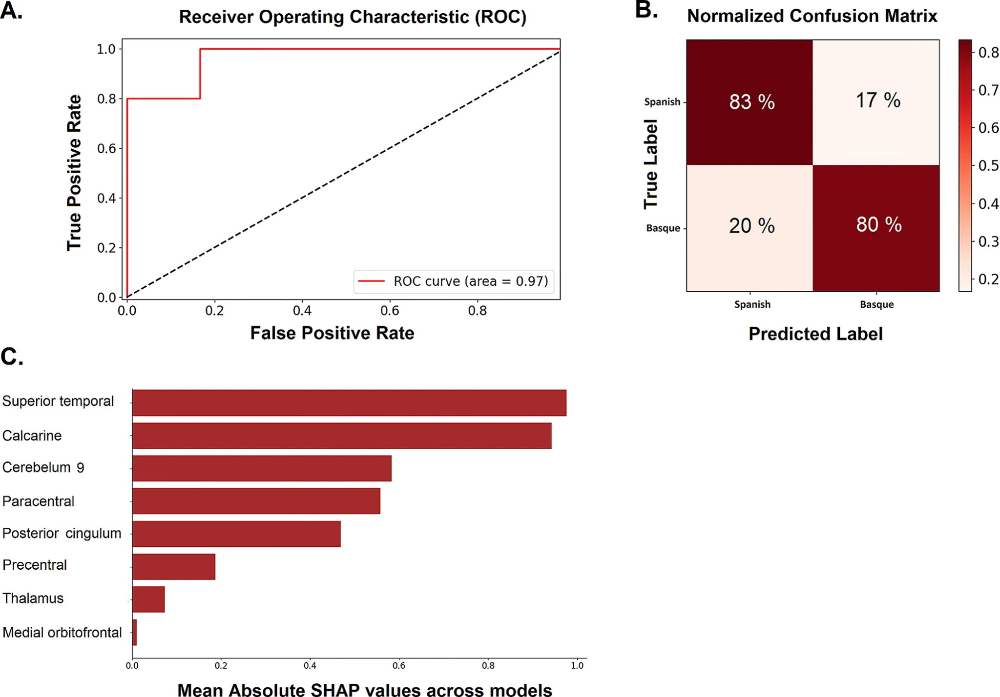 A.
Receiver Operating Characteristic (ROC)
True Positive Rate
1.0
0.8
0.6
0.4
0.2
0.0
0.0 0.2 0.4 0.6 0.8
ROC curve (area = 0.97)
False Positive Rate
B.
Normalized Confusion Matrix
True Label
Spanish
Basque
83 % 17 %
20 % 80 %
Spanish Basque
Predicted Label
0.8
0.7
0.6
0.5
0.4
0.3
0.2
C.
Superior temporal
Calcarine
Cerebelum 9
Paracentral
Posterior cingulum
Precentral
Thalamus
Medial orbitofrontal
0.0 0.2 0.4 0.6 0.8 1.0
Mean Absolute SHAP values across models